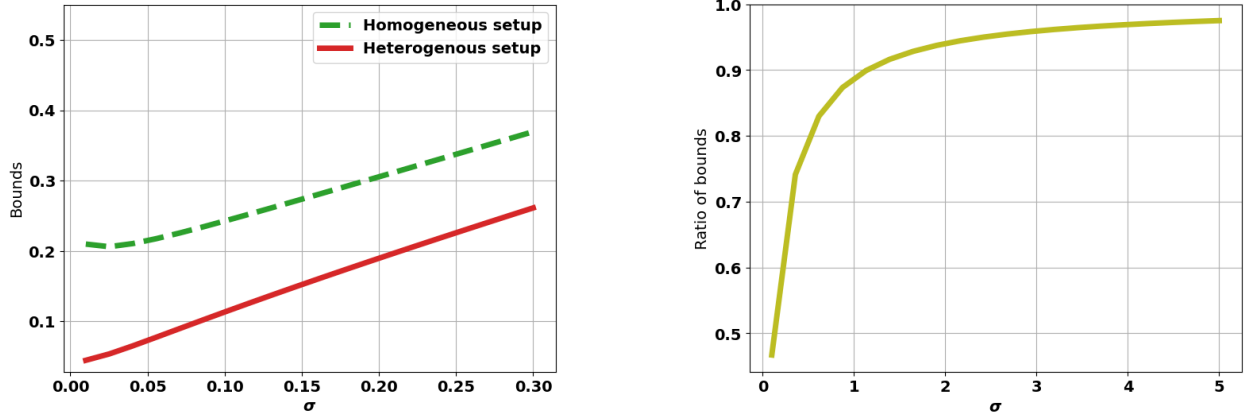 Homogeneous setup
Heterogenous setup
Bounds
0.5
0.4
0.3
0.2
0.1
0.00 0.05 0.10 0.15 0.20 0.25 0.30
σ
Ratio of bounds
1.0
0.9
0.8
0.7
0.6
0.5
0 1 2 3 4 5
σ